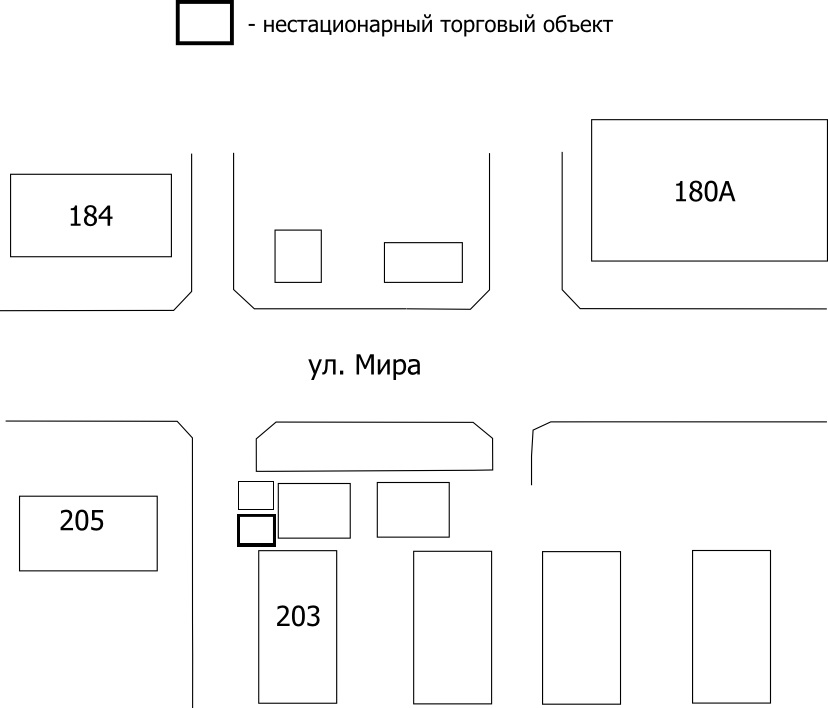 - нестационарный торговый объект
180А
184
ул. Мира
205
203